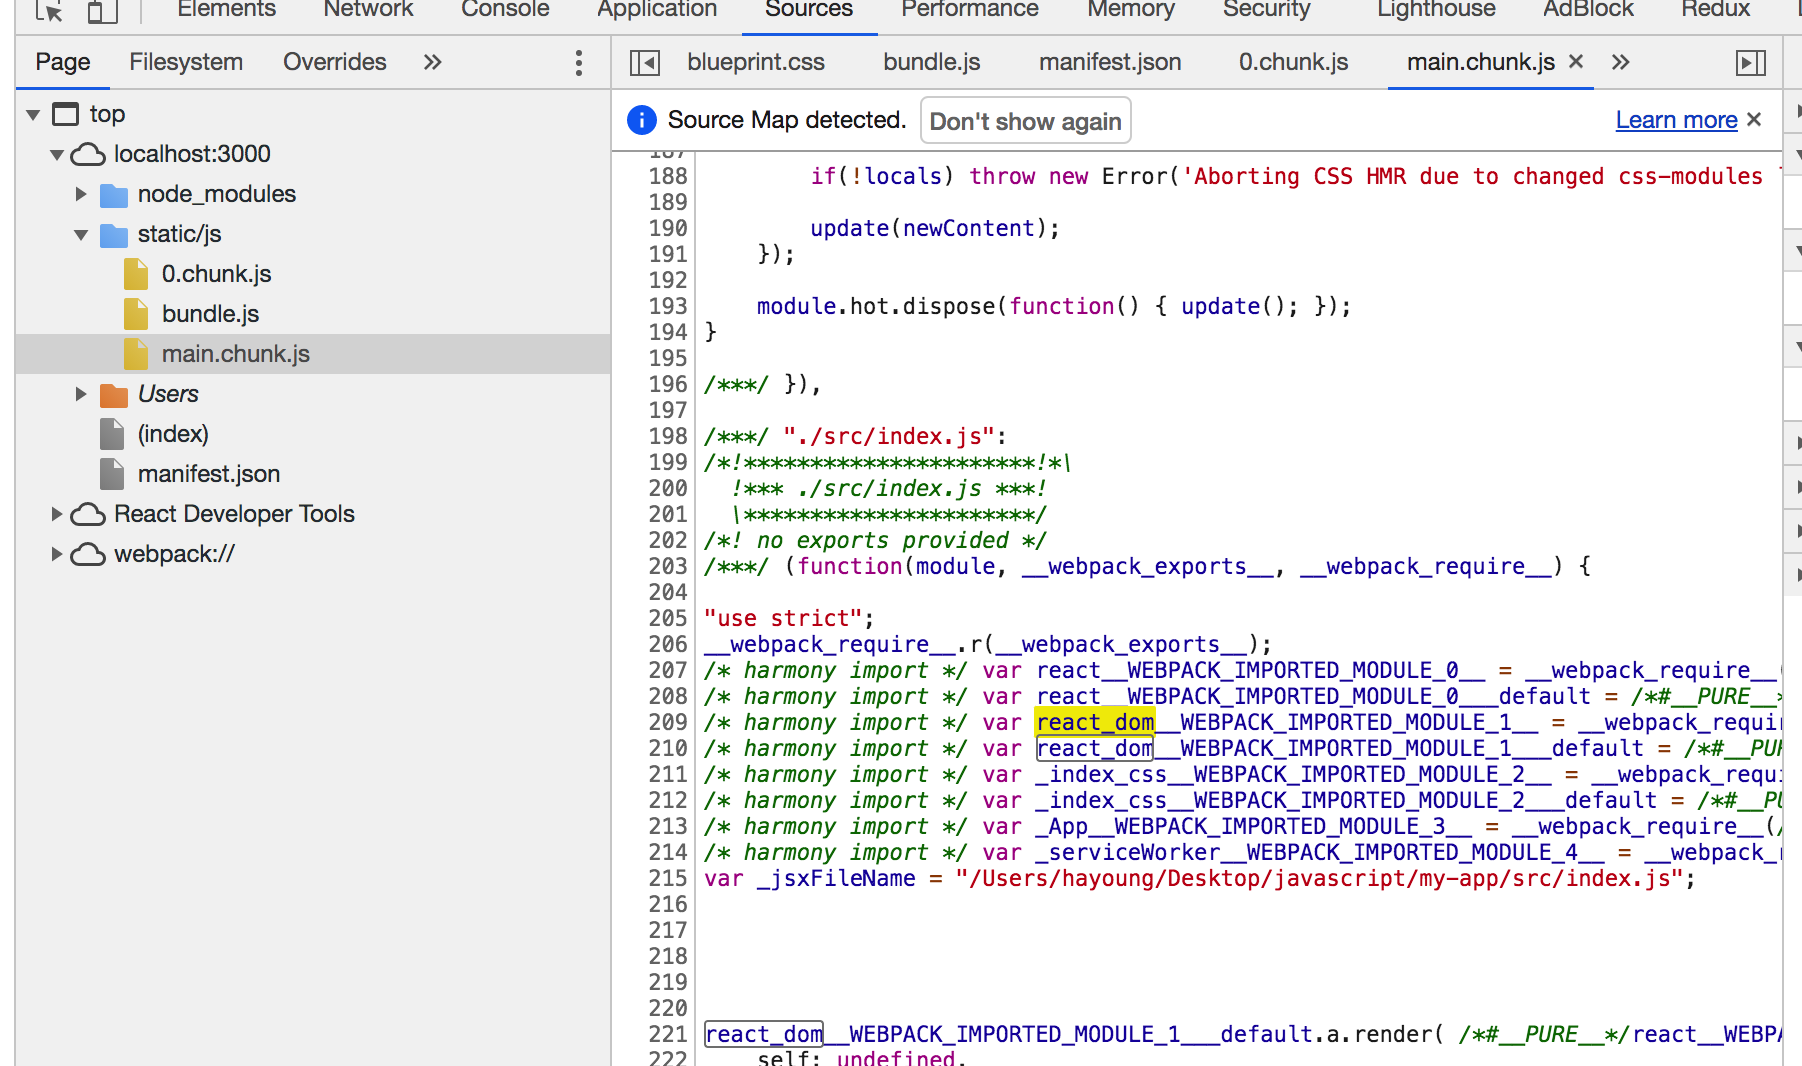 Elements Network Console Application Sources Performance Memory Security Lighthouse AdBlock Redux
Page Filesystem Overrides »
blueprint.css bundle.js manifest.json 0.chunk.js main.chunk.js × »
top
localhost:3000
node_modules
static/js
0.chunk.js
bundle.js
main.chunk.js
Users
(index)
manifest.json
React Developer Tools
webpack://
i Source Map detected. Don't show again Learn more ×
187
188 if(!locals) throw new Error('Aborting CSS HMR due to changed css-modules
189
190 update(newContent);
191 });
192
193 module.hot.dispose(function() { update(); });
194 }
195
196 /***/ }),
197
198 /***/ "./src/index.js":
199 /*!**********************!*\
200 !*** ./src/index.js ***!
201 \**********************/
202 /*! no exports provided */
203 /***/ (function(module, __webpack_exports__, __webpack_require__) {
204
205 "use strict";
206 __webpack_require__.r(__webpack_exports__);
207 /* harmony import */ var react__WEBPACK_IMPORTED_MODULE_0__ = __webpack_require__(
208 /* harmony import */ var react__WEBPACK_IMPORTED_MODULE_0___default = /*#__PURE__*
209 /* harmony import */ var react_dom__WEBPACK_IMPORTED_MODULE_1__ = __webpack_requi
210 /* harmony import */ var react_dom__WEBPACK_IMPORTED_MODULE_1___default = /*#__PUR
211 /* harmony import */ var _index_css__WEBPACK_IMPORTED_MODULE_2__ = __webpack_requi
212 /* harmony import */ var _index_css__WEBPACK_IMPORTED_MODULE_2___default = /*#__PU
213 /* harmony import */ var _App__WEBPACK_IMPORTED_MODULE_3__ = __webpack_require__(/
214 /* harmony import */ var _serviceWorker__WEBPACK_IMPORTED_MODULE_4__ = __webpack_r
215 var _jsxFileName = "/Users/hayoung/Desktop/javascript/my-app/src/index.js";
216
217
218
219
220
221 react_dom__WEBPACK_IMPORTED_MODULE_1___default.a.render( /*#__PURE__*/react__WEBPA
222 self: undefined,